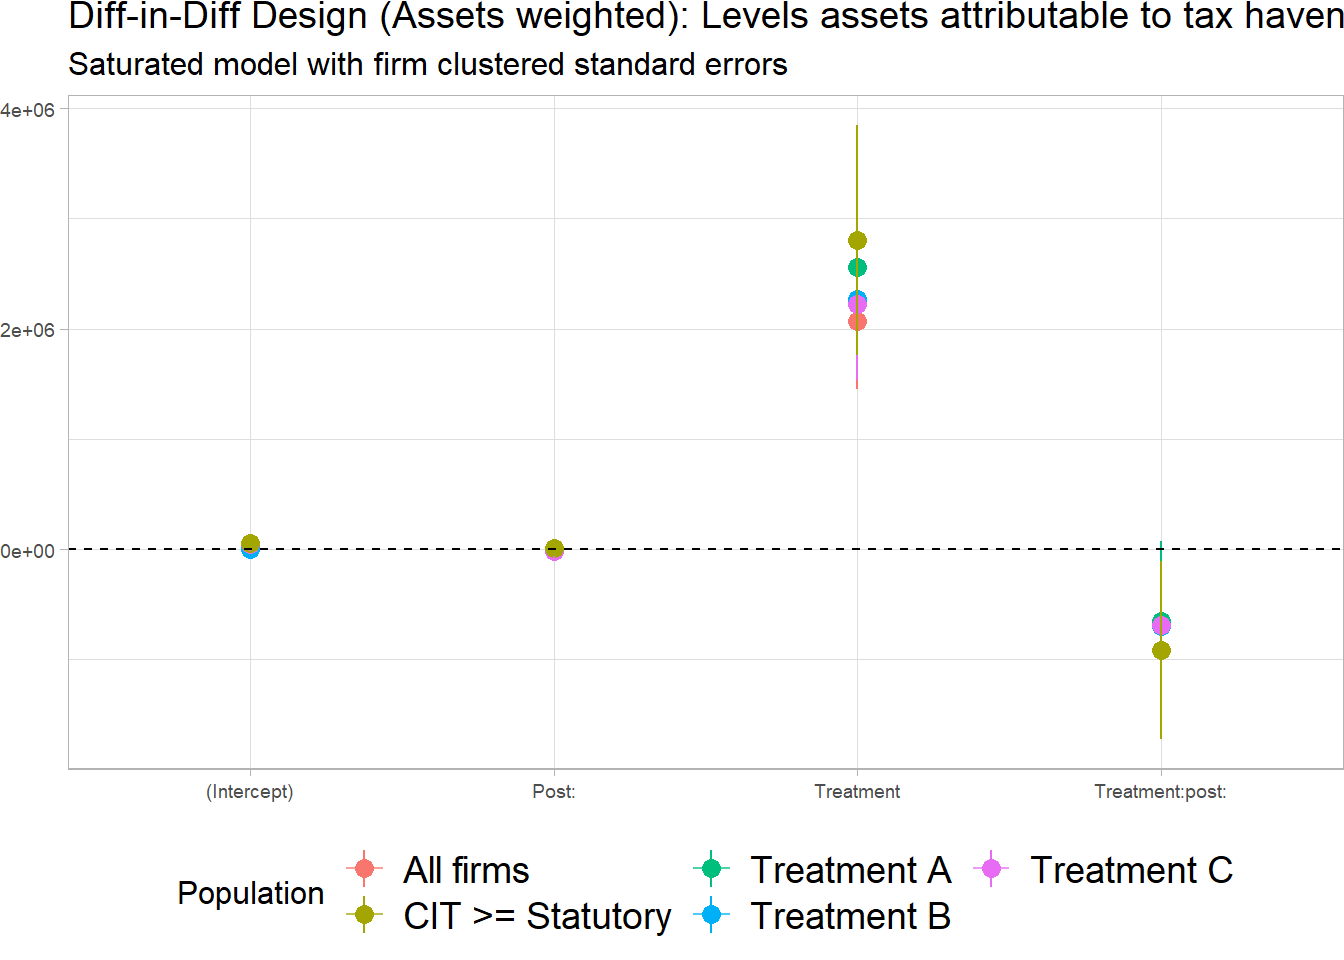 Diff-in-Diff Design (Assets weighted): Levels assets attributable to tax haven
Saturated model with firm clustered standard errors
4e+06
2e+06
0e+00
(Intercept) Post: Treatment Treatment:post:
Population
All firms Treatment A Treatment C
CIT >= Statutory Treatment B